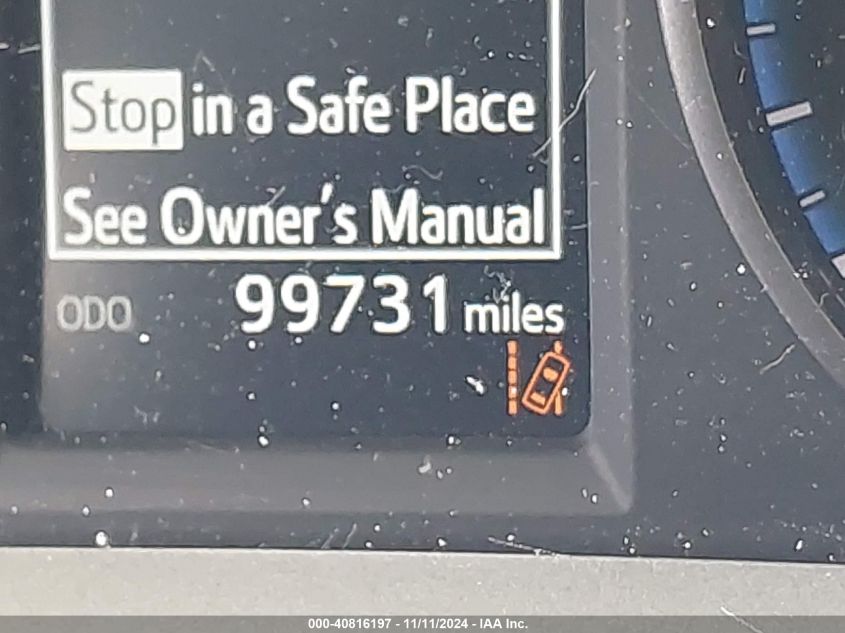 Stop in a Safe Place
See Owner's Manual
ODO 99731 miles
000-40816197 - 11/11/2024 - IAA Inc.